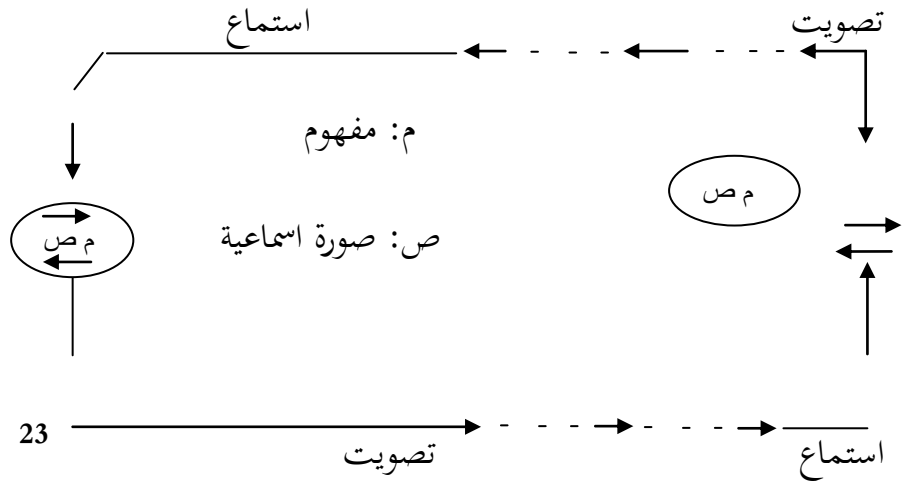 تصويت استماع
م: مفهوم
م ص
ص: صورة اسماعية
م ص
23
استماع تصويت